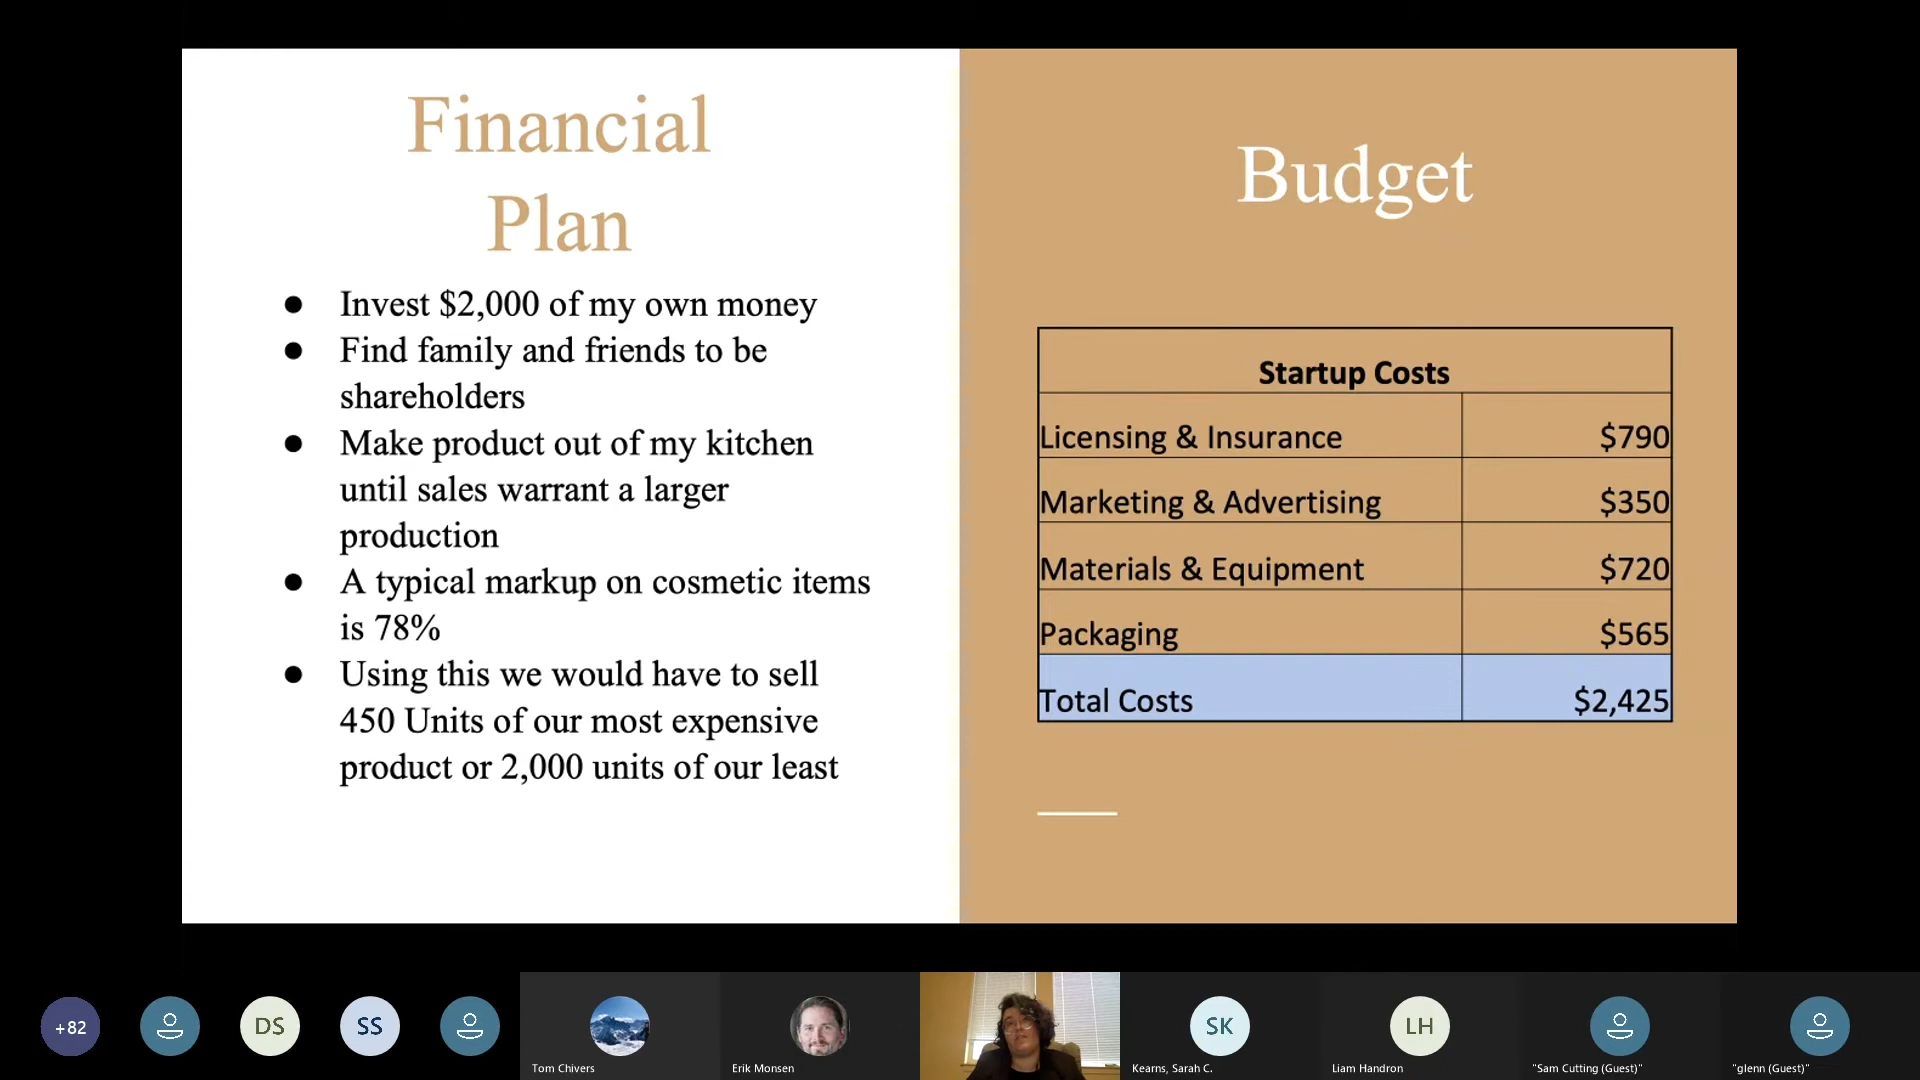 Financial
Plan
● Invest $2,000 of my own money
● Find family and friends to be
shareholders
● Make product out of my kitchen
until sales warrant a larger
production
● A typical markup on cosmetic items
is 78%
● Using this we would have to sell
450 Units of our most expensive
product or 2,000 units of our least
Budget
Startup Costs
Licensing & Insurance $790
Marketing & Advertising $350
Materials & Equipment $720
Packaging $565
Total Costs $2,425
+82
DS
SS
Tom Chivers
Erik Monsen
SK
Kearns, Sarah C.
LH
Liam Handron
"Sam Cutting (Guest)"
"glenn (Guest)"